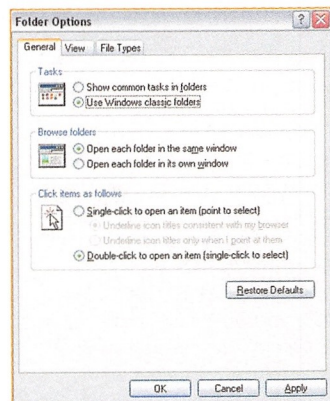 Folder Options
General View File Types
Tasks
Show common tasks in folders
Use Windows classic folders
Browse folders
Open each folder in the same window
Open each folder in its own window
Click items as follows
Single-click to open an item (point to select)
Underline icon titles consistent with my browser
Underline icon titles only when I point at them
Double-click to open an item (single-click to select)
Restore Defaults
OK Cancel Apply